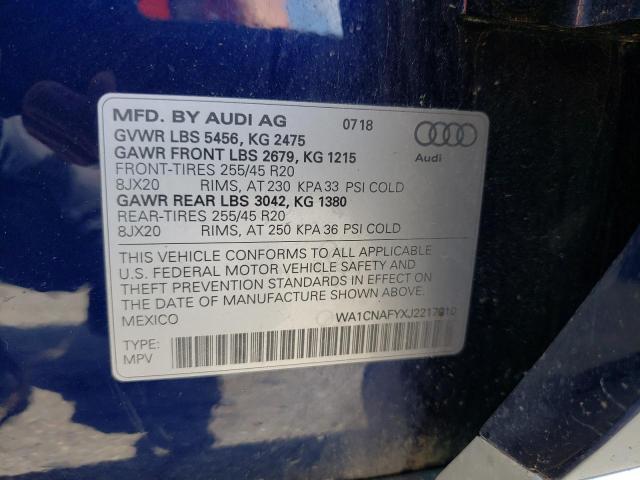 MFD. BY AUDI AG 07 18
GVWR LBS 5456, KG 2475
GAWR FRONT LBS 2679, KG 1215
FRONT-TIRES 255/45 R20
8JX20 RIMS, AT 230 KPA 33 PSI COLD
GAWR REAR LBS 3042, KG 1380
REAR-TIRES 255/45 R20
8JX20 RIMS, AT 250 KPA 36 PSI COLD
Audi
THIS VEHICLE CONFORMS TO ALL APPLICABLE
U.S. FEDERAL MOTOR VEHICLE SAFETY AND
THEFT PREVENTION STANDARDS IN EFFECT ON
THE DATE OF MANUFACTURE SHOWN ABOVE.
MEXICO
TYPE:
MPV